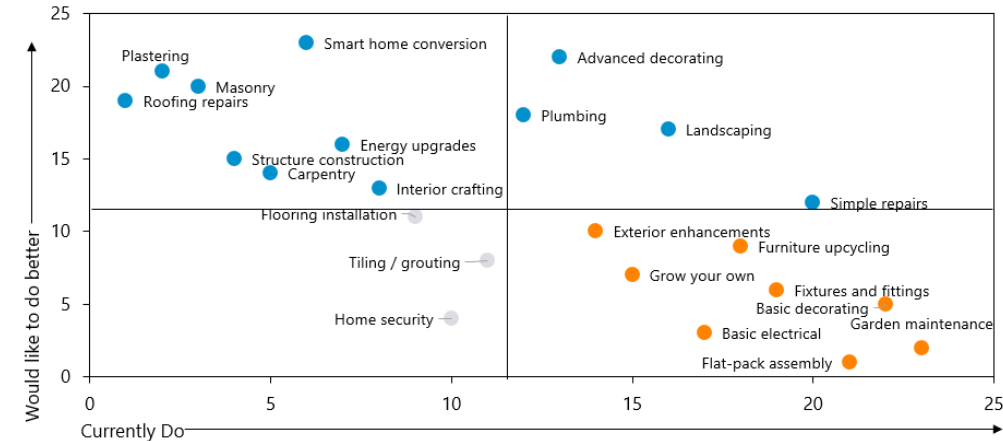 25
Smart home conversion
Plastering
Advanced decorating
20
Masonry
Roofing repairs
Plumbing
Landscaping
Energy upgrades
15
Structure construction
Carpentry
Interior crafting
Simple repairs
Flooring installation
10
Exterior enhancements
Furniture upcycling
Tiling / grouting
Grow your own
Fixtures and fittings
5
Basic decorating
Home security
Garden maintenance
Basic electrical
Flat-pack assembly
0
Would like to do better
0
5
10
15
20
25
Currently Do